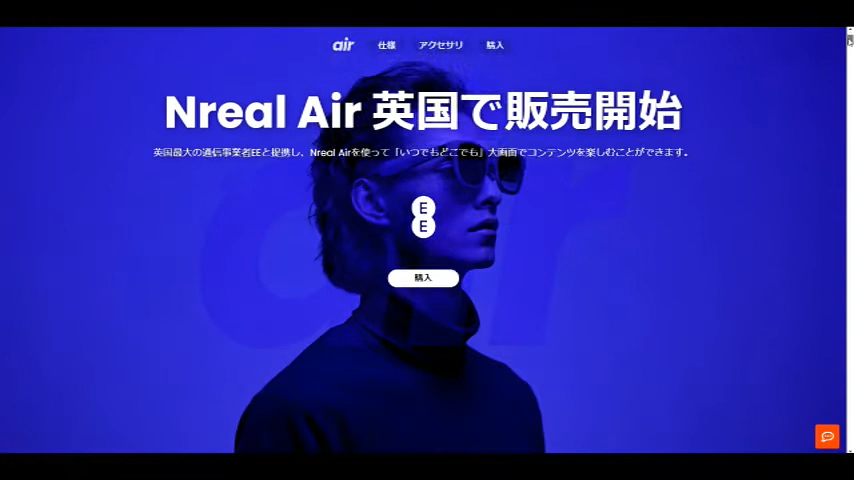 air 仕様 アクセサリ 購入
Nreal Air 英国で販売開始
英国最大の通信事業者EEと提携し、Nreal Airを使って「いつでもどこでも」大画面でコンテンツを楽しむことができます。
E
E
購入
air